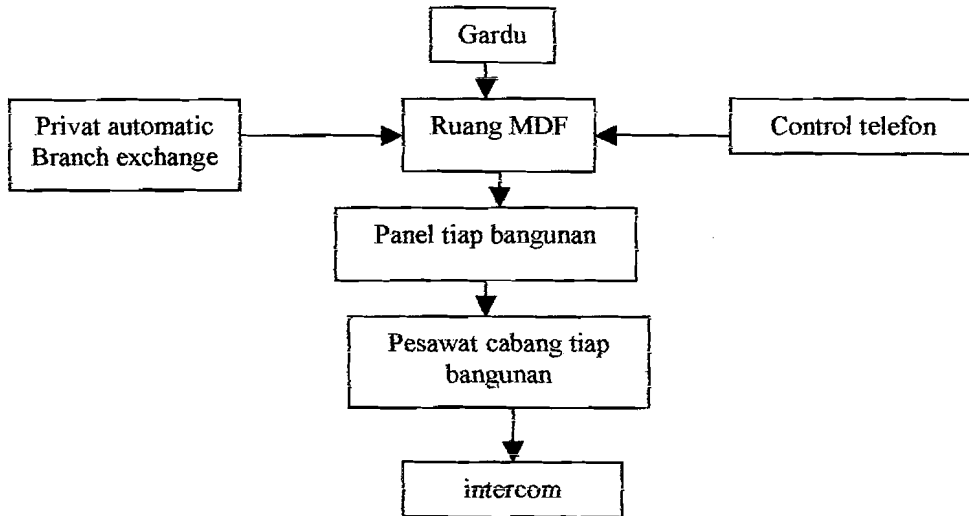 Gardu
Privat automatic
Branch exchange
Ruang MDF
Control telefon
Panel tiap bangunan
Pesawat cabang tiap
bangunan
intercom